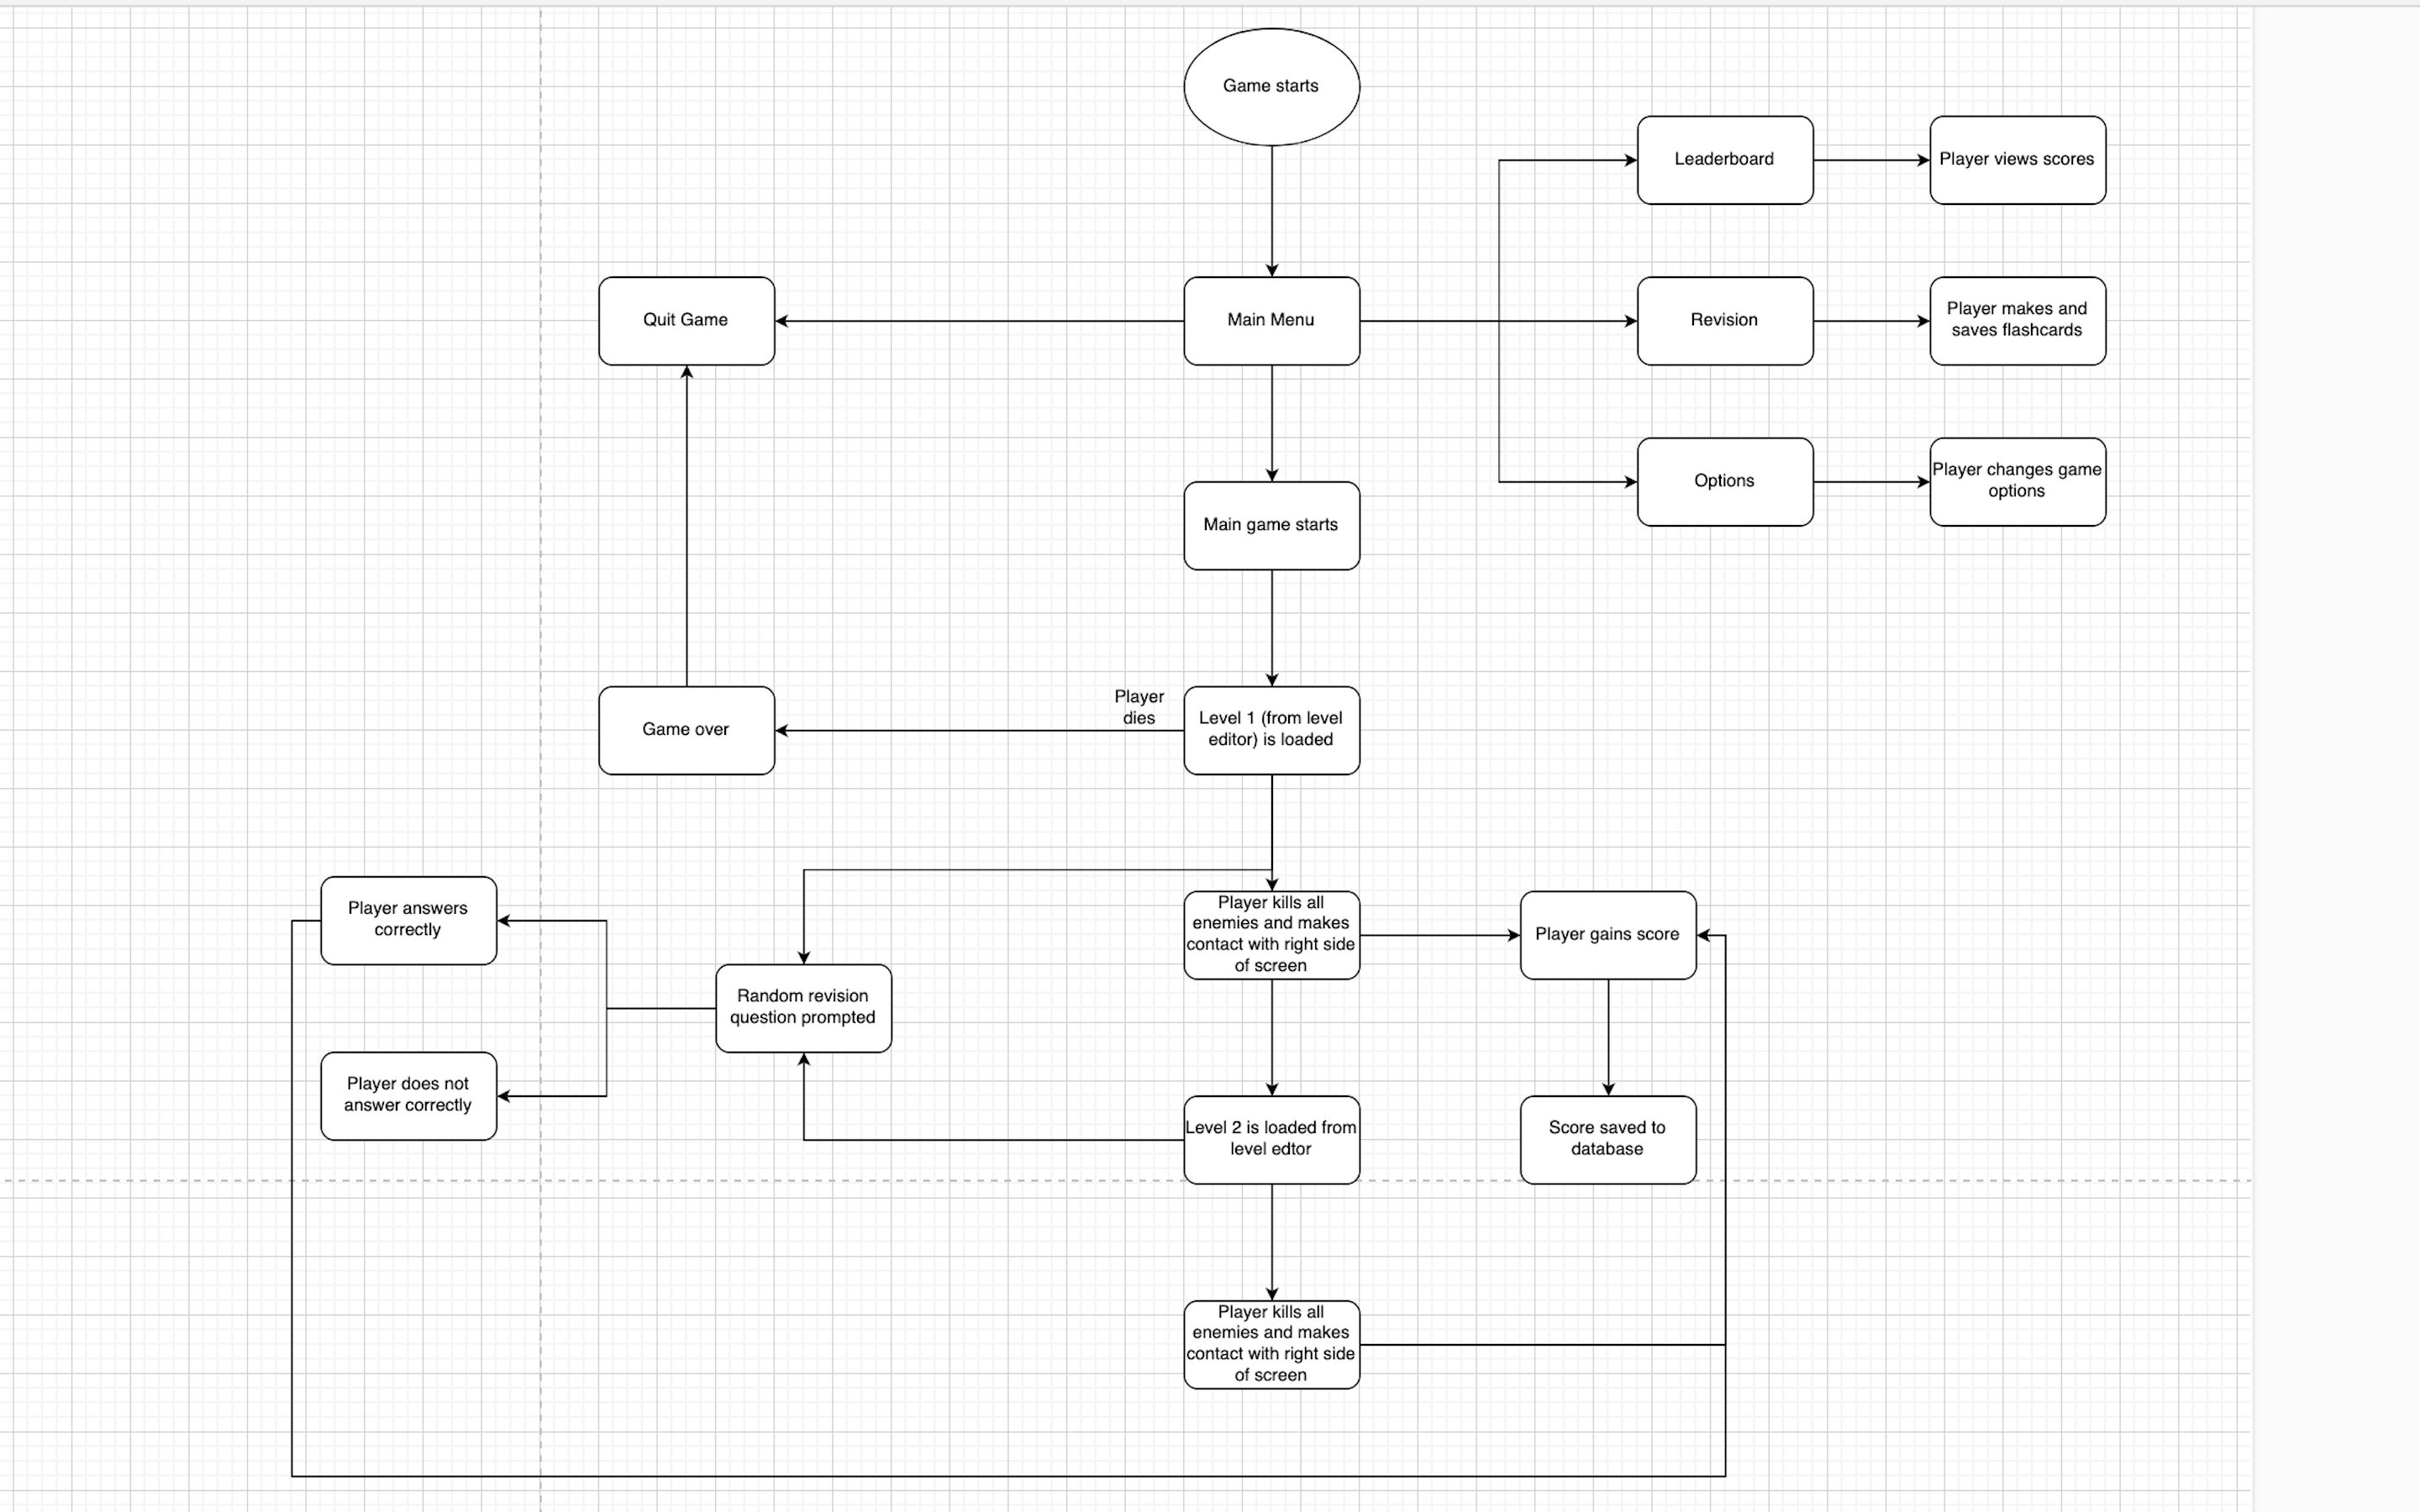 Game starts
Leaderboard
Player views scores
Quit Game
Main Menu
Revision
Player makes and
saves flashcards
Options
Player changes game
options
Main game starts
Player
dies
Game over
Level 1 (from level
editor) is loaded
Player answers
correctly
Player kills all
enemies and makes
contact with right side
of screen
Player gains score
Random revision
question prompted
Player does not
answer correctly
Level 2 is loaded from
level edtor
Score saved to
database
Player kills all
enemies and makes
contact with right side
of screen